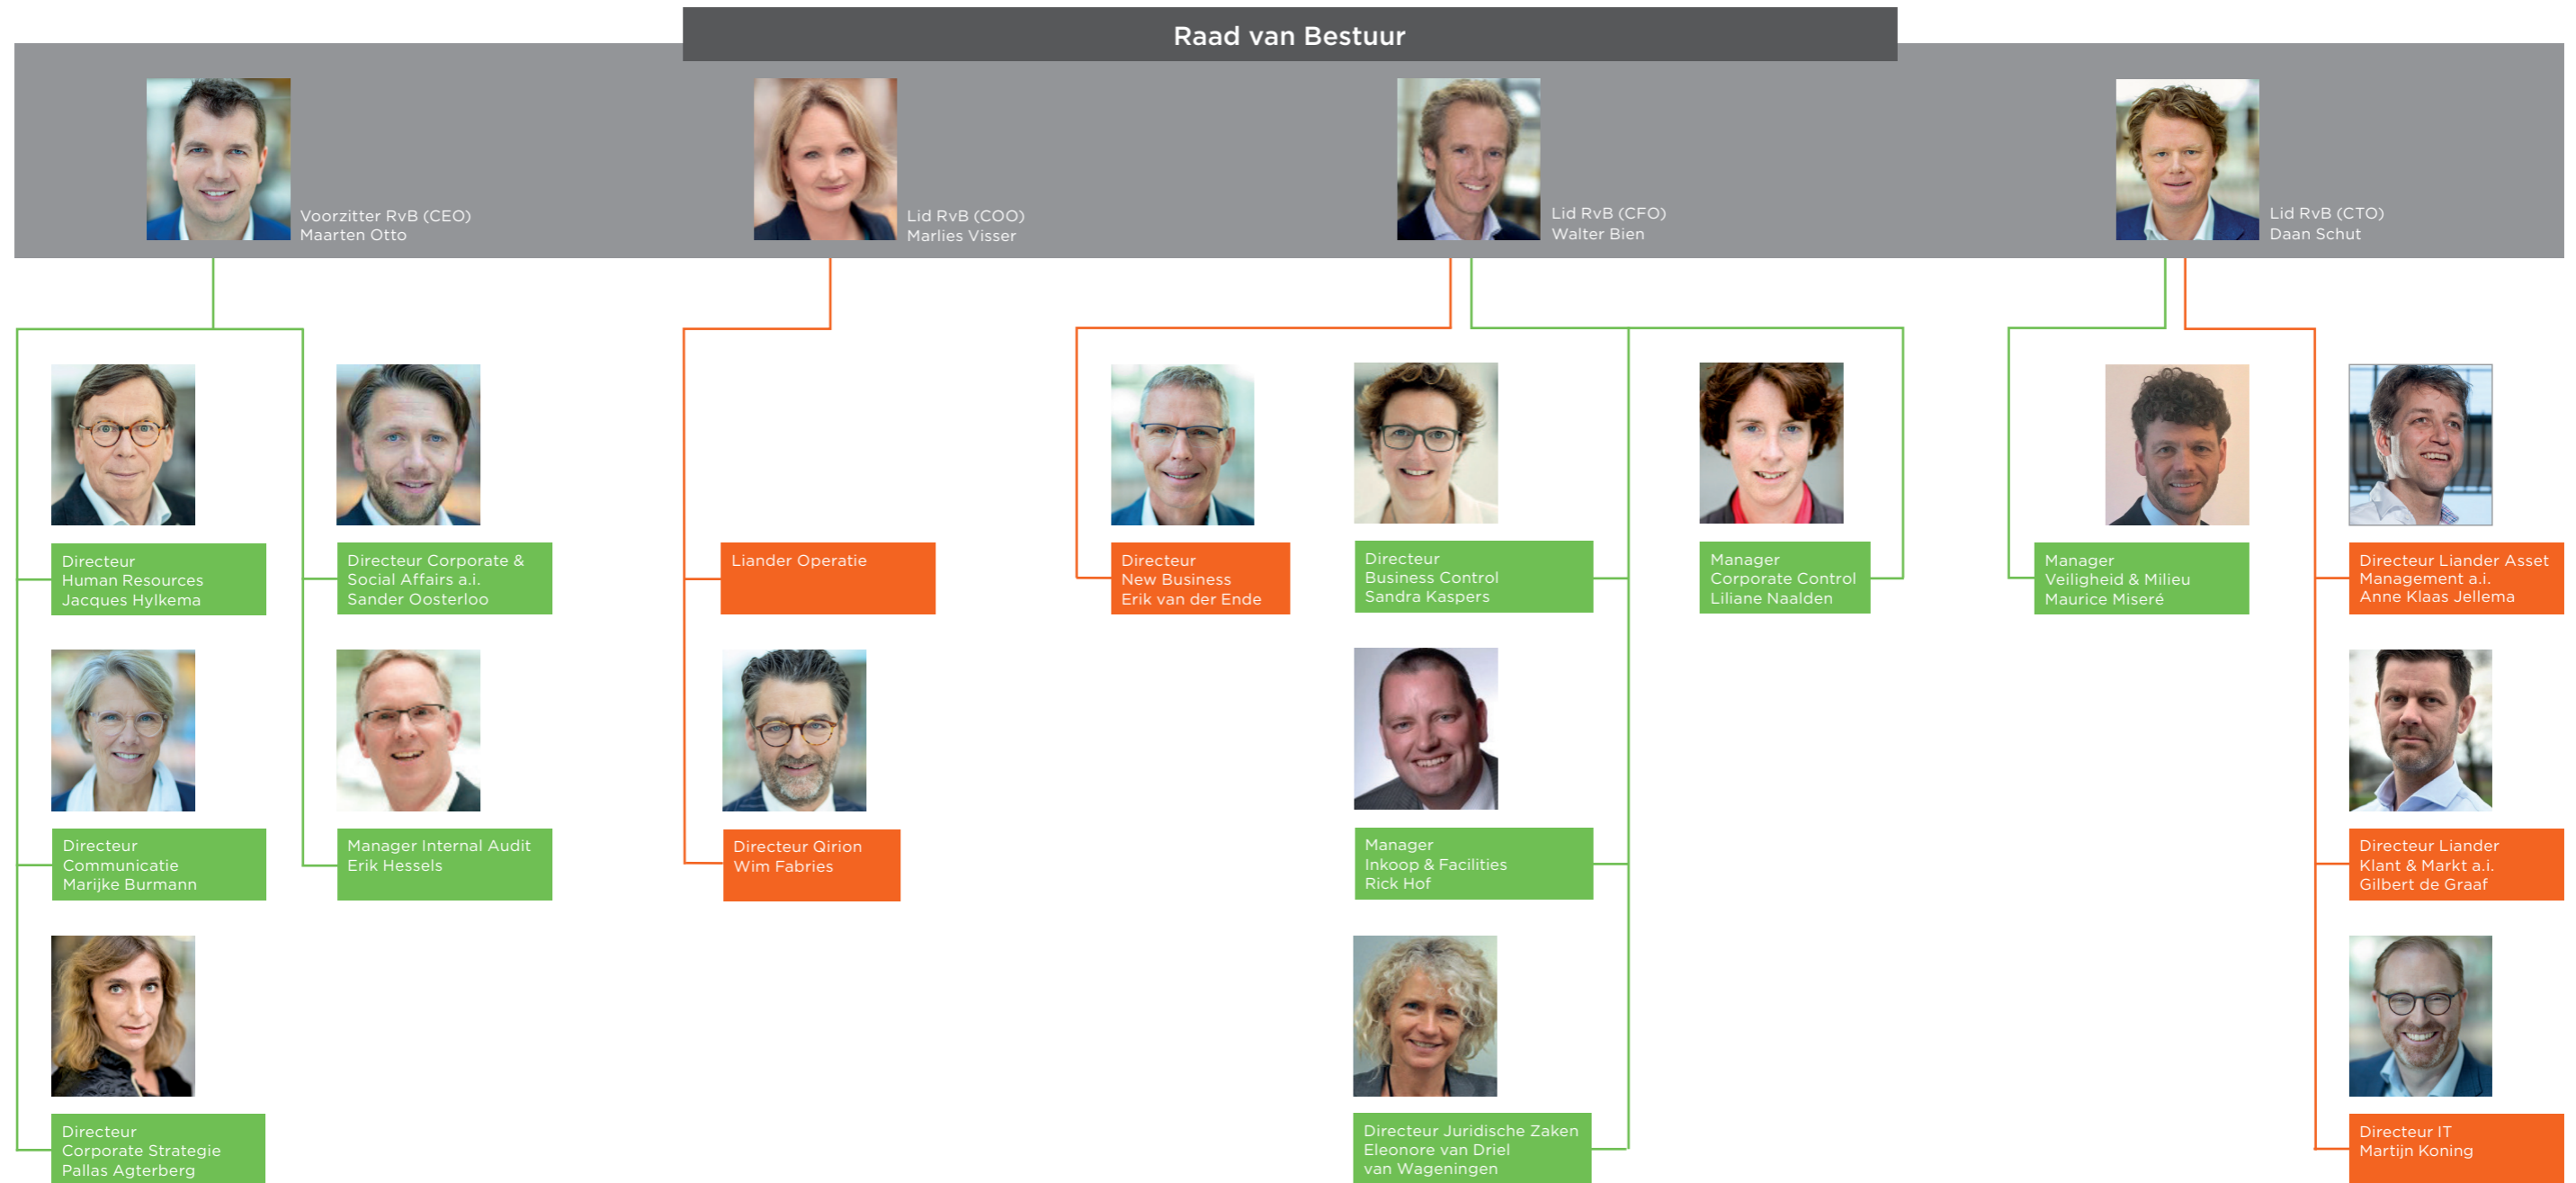 Raad van Bestuur
Voorzitter RvB (CEO)
Maarten Otto
Lid RvB (COO)
Marlies Visser
Lid RvB (CFO)
Walter Bien
Lid RvB (CTO)
Daan Schut
Directeur
Human Resources
Jacques Hylkema
Directeur Corporate &
Social Affairs a.i.
Sander Oosterloo
Liander Operatie
Directeur
New Business
Erik van der Ende
Directeur
Business Control
Sandra Kaspers
Manager
Corporate Control
Liliane Naalden
Manager
Veiligheid & Milieu
Maurice Miseré
Directeur Liander Asset
Management a.i.
Anne Klaas Jellema
Directeur
Communicatie
Marijke Burmann
Manager Internal Audit
Erik Hessels
Directeur Qirion
Wim Fabries
Manager
Inkoop & Facilities
Rick Hof
Directeur Liander
Klant & Markt a.i.
Gilbert de Graaf
Directeur
Corporate Strategie
Pallas Agterberg
Directeur Juridische Zaken
Eleonore van Driel
van Wageningen
Directeur IT
Martijn Koning